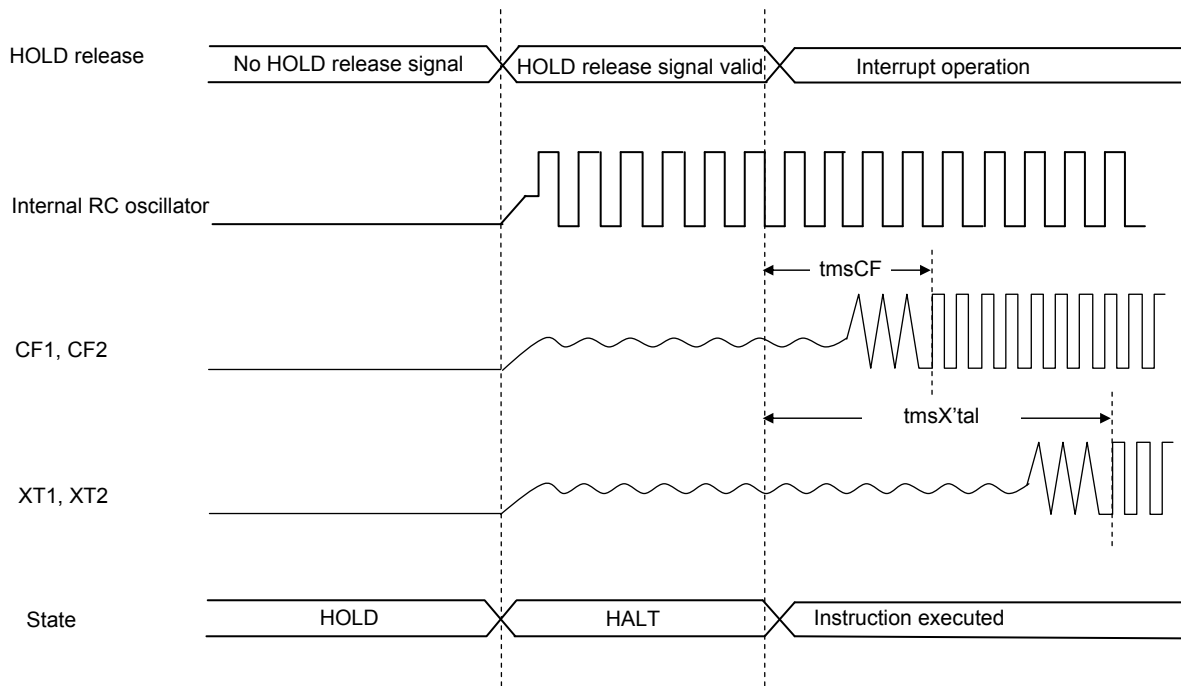 HOLD release
No HOLD release signal
HOLD release signal valid
Interrupt operation
Internal RC oscillator
tmsCF
CF1, CF2
tmsX'tal
XT1, XT2
State
HOLD
HALT
Instruction executed